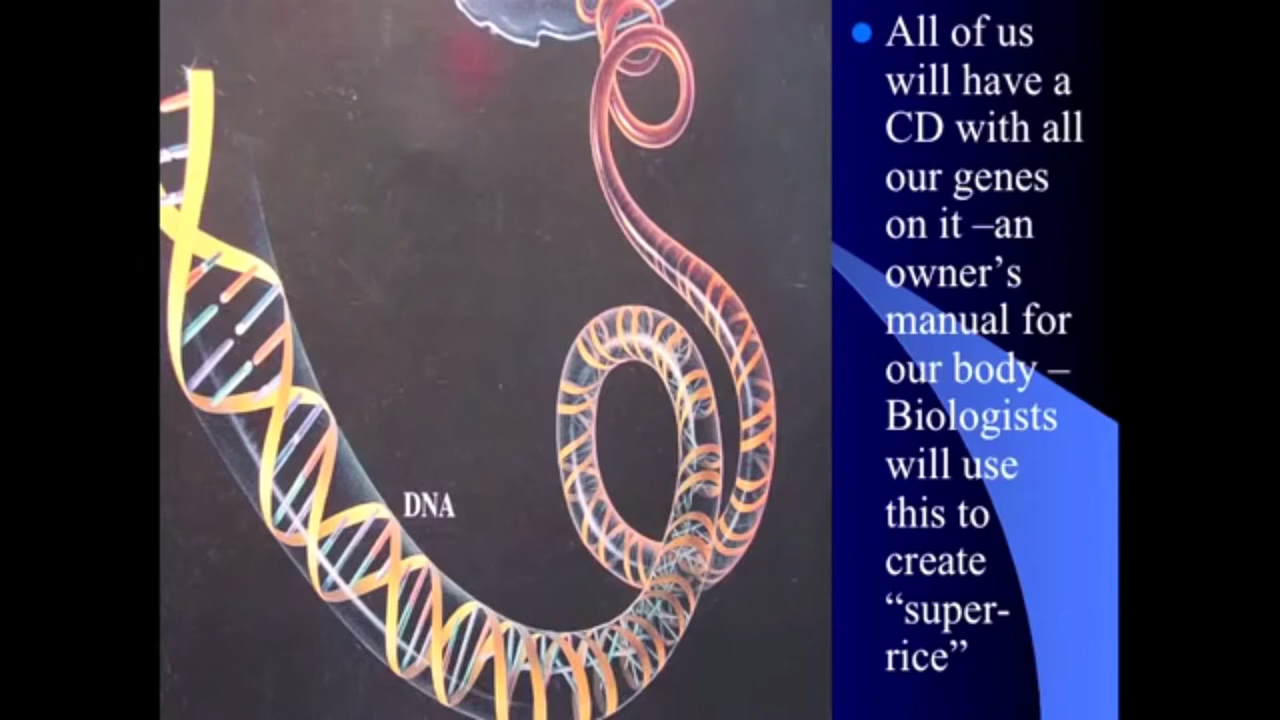 All of us
will have a
CD with all
our genes
on it –an
owner’s
manual for
our body –
Biologists
will use
this to
create
“super-
rice”
DNA